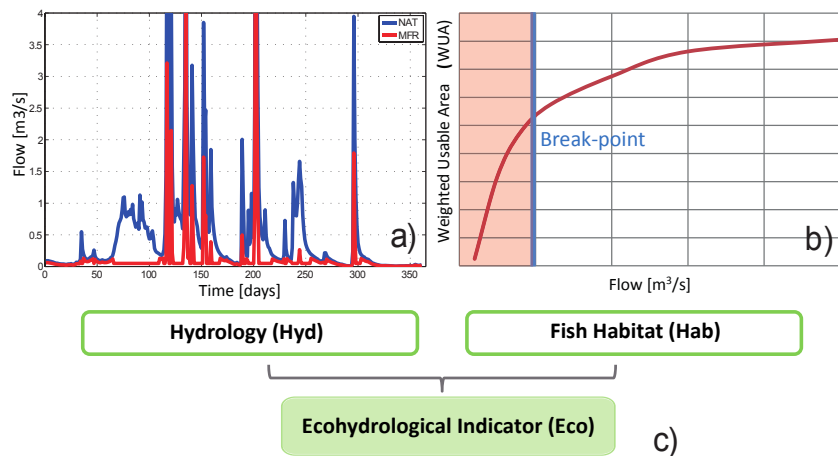 4
3.5
3
2.5
2
1.5
1
0.5
0
Flow [m3/s]
NAT
MFR
a)
0 50 100 150 200 250 300 350
Time [days]
Weighted Usable Area (WUA)
Break-point
b)
Flow [m³/s]
Hydrology (Hyd)
Fish Habitat (Hab)
Ecohydrological Indicator (Eco)
c)